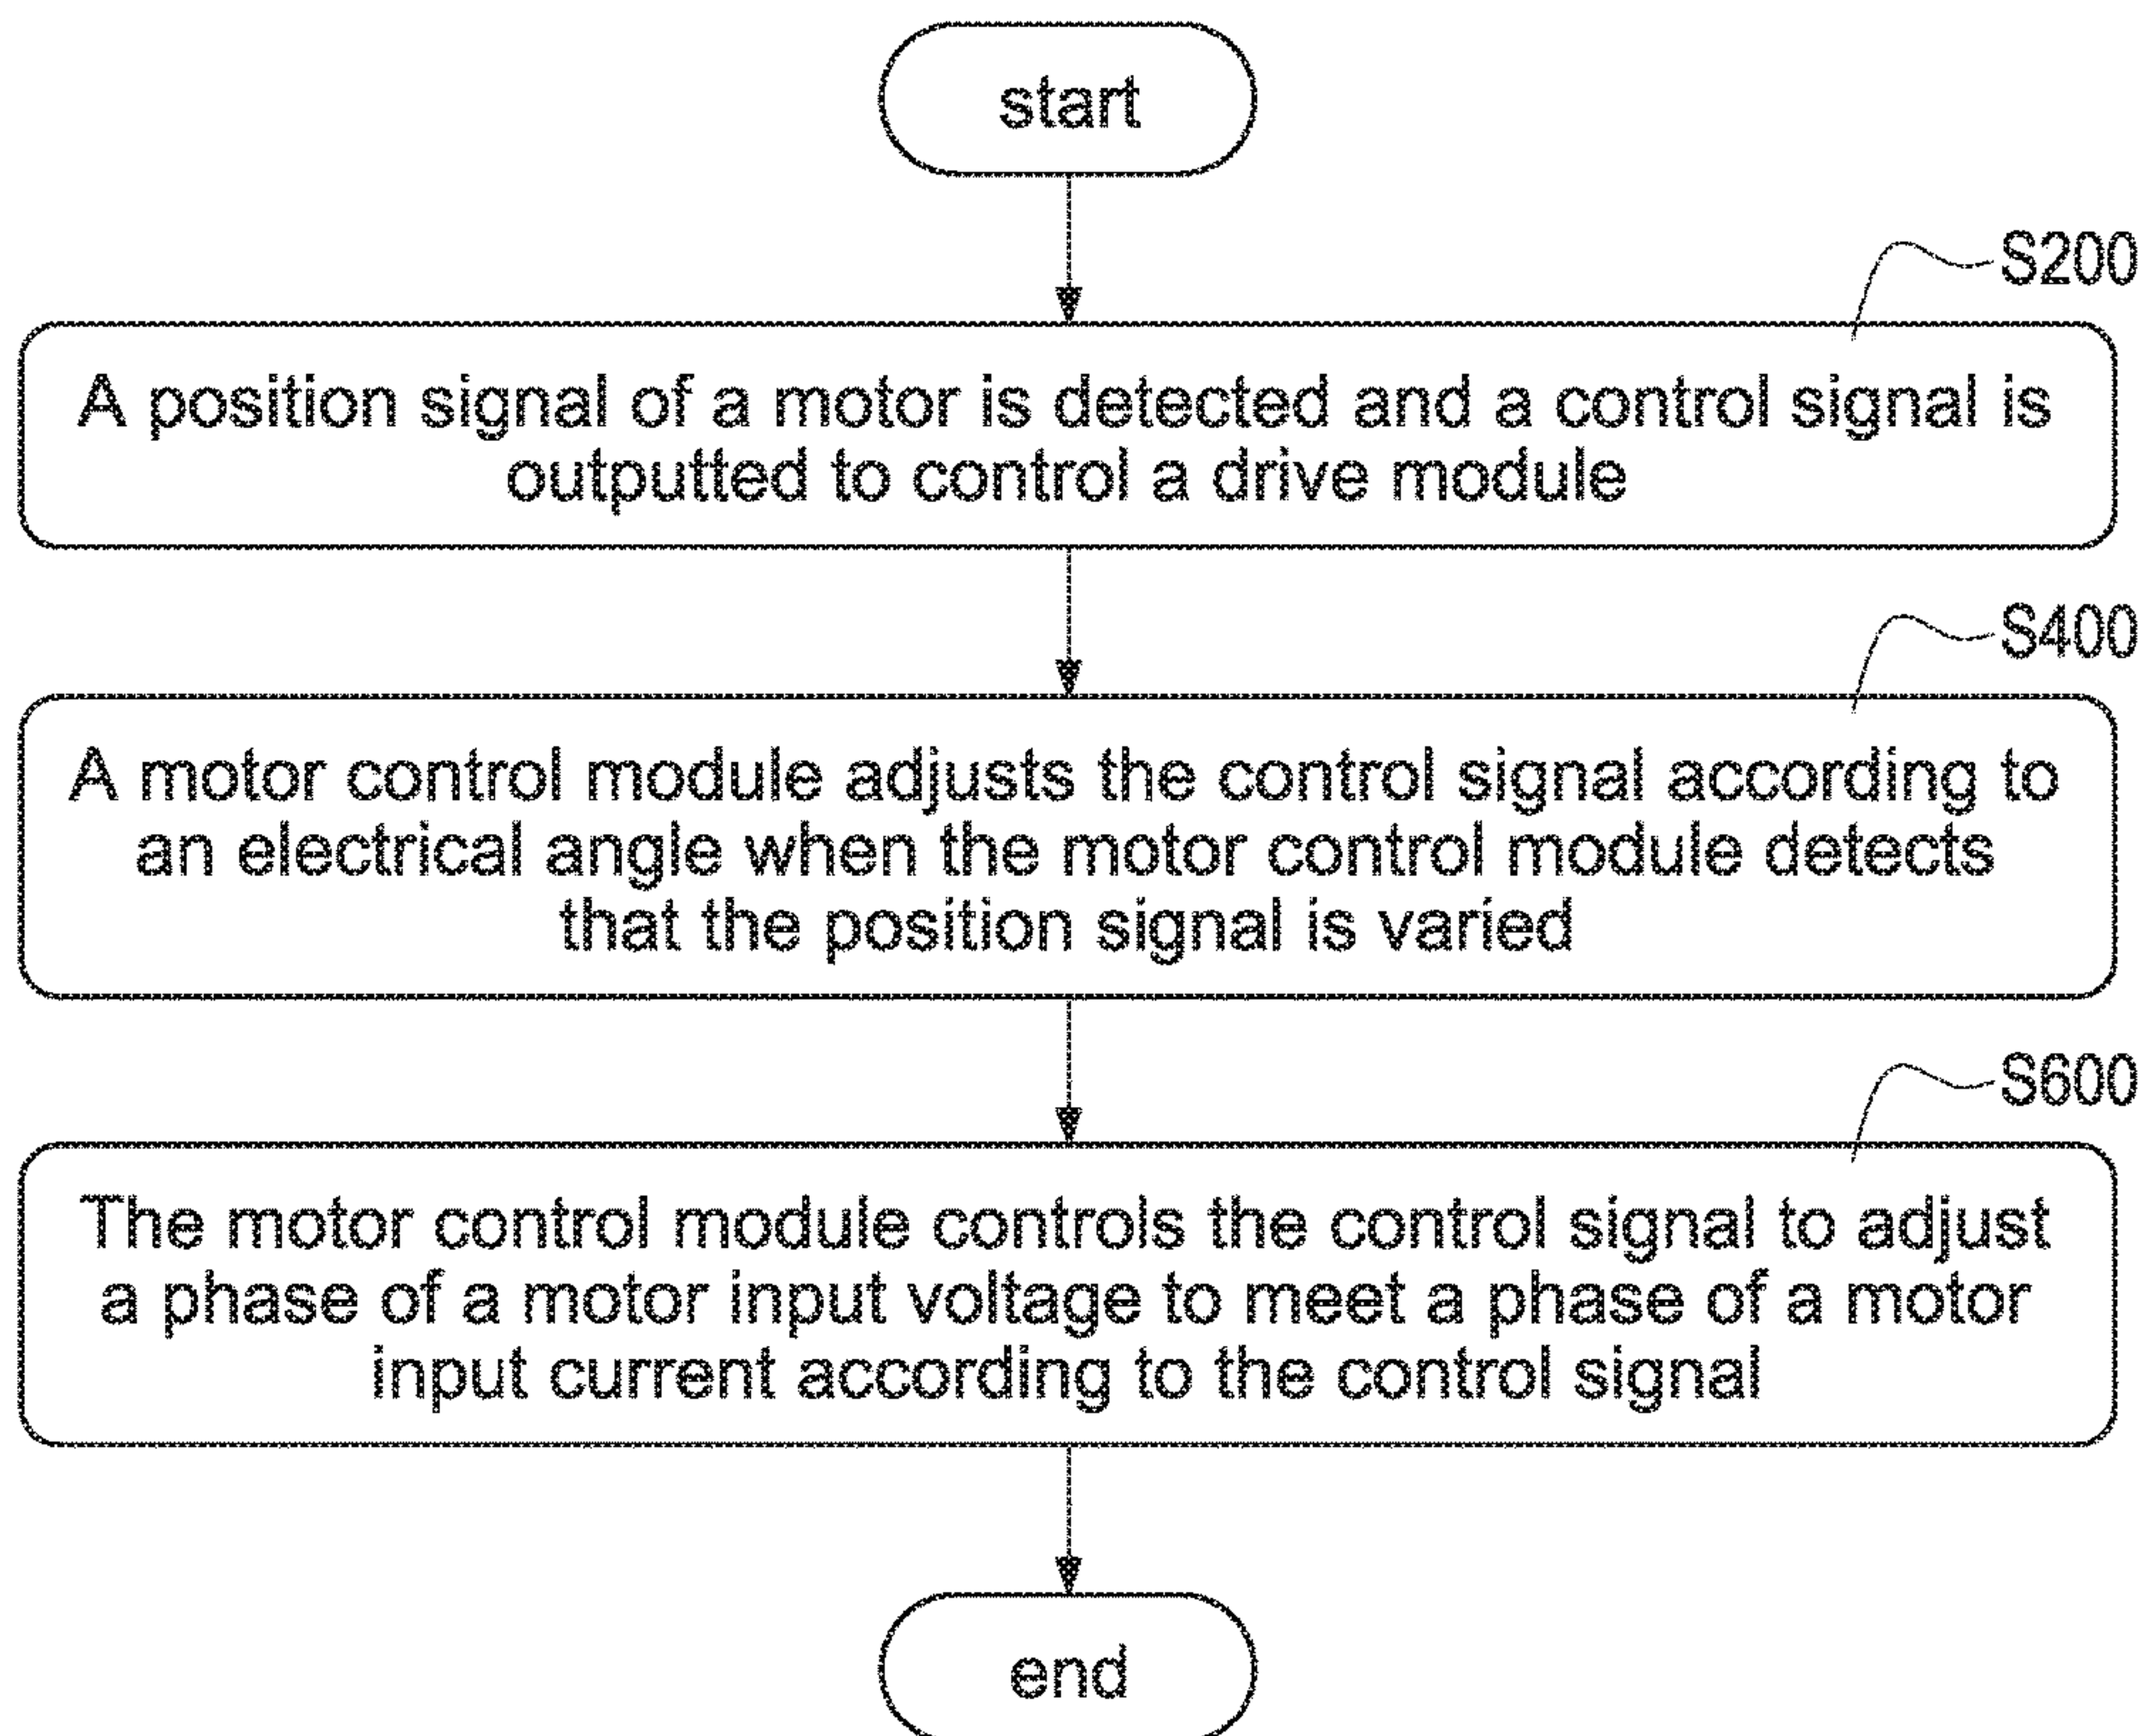 start
S200
A position signal of a motor is detected and a control signal is
outputted to control a drive module
S400
A motor control module adjusts the control signal according to
an electrical angle when the motor control module detects
that the position signal is varied
S600
The motor control module controls the control signal to adjust
a phase of a motor input voltage to meet a phase of a motor
input current according to the control signal
end